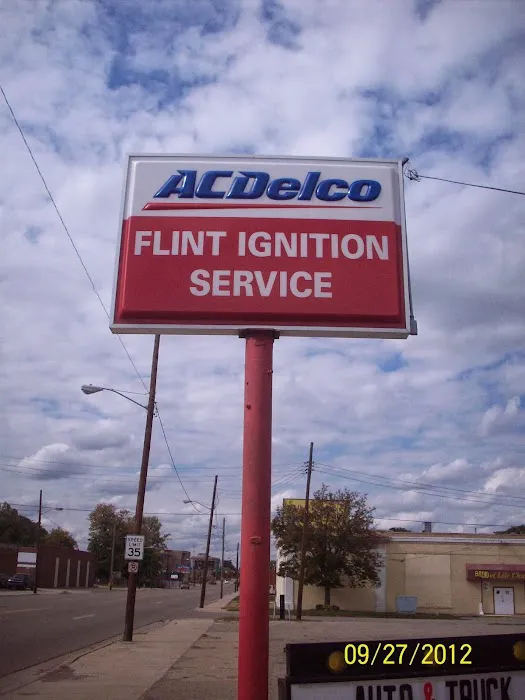 ACDelco
FLINT IGNITION
SERVICE
SPEED
LIMIT
35
09/27/2012
AUTO & TRUCK